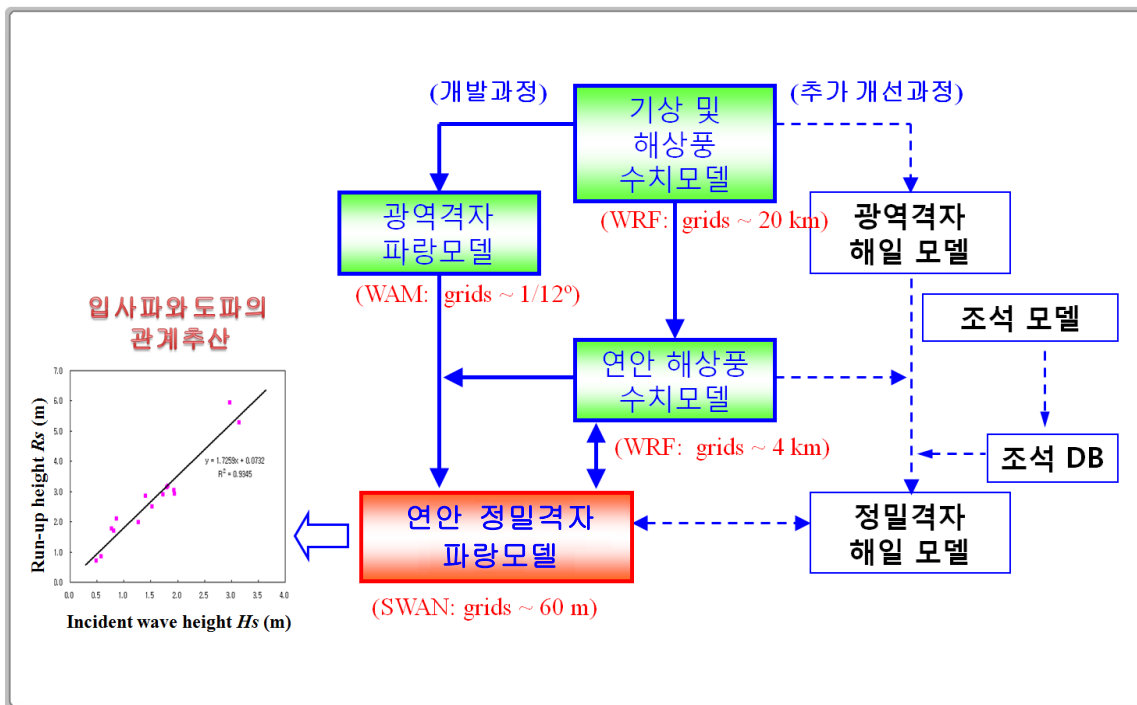 (개발과정)
(추가 개선과정)
기상 및
해상풍
수치모델
(WRF: grids ~ 20 km)
광역격자
파랑모델
(WAM: grids ~ 1/12º)
광역격자
해일 모델
조석 모델
연안 해상풍
수치모델
(WRF: grids ~ 4 km)
조석 DB
연안 정밀격자
파랑모델
(SWAN: grids ~ 60 m)
정밀격자
해일 모델
입사파와도파의
관계추산
Run-up height Rs (m)
7.0
6.0
5.0
4.0
3.0
2.0
1.0
0.0
y = 1.7259x + 0.0732
R² = 0.9345
0.0 0.5 1.0 1.5 2.0 2.5 3.0 3.5 4.0
Incident wave height Hs (m)